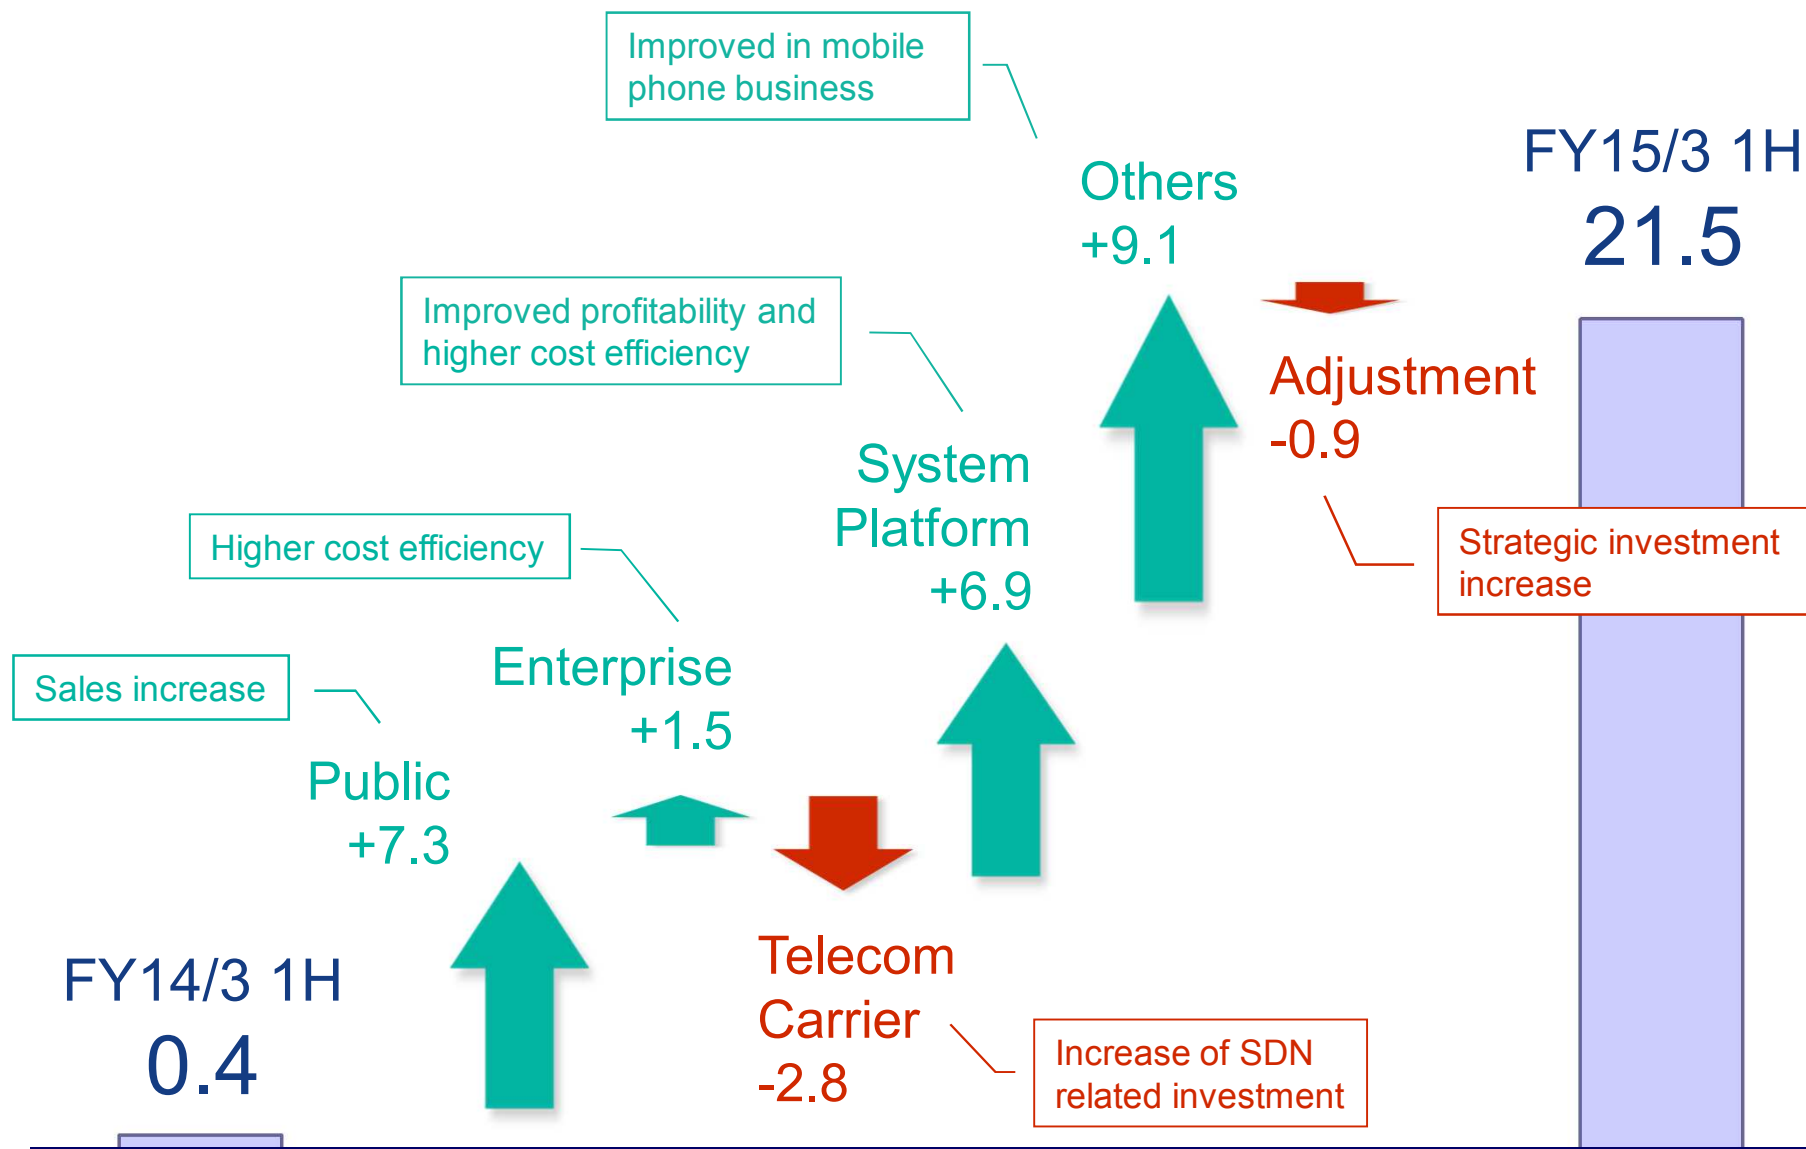 Improved in mobile
phone business
Others
+9.1
FY15/3 1H
21.5
Improved profitability and
higher cost efficiency
Adjustment
-0.9
System
Platform
+6.9
Strategic investment
increase
Higher cost efficiency
Enterprise
+1.5
Sales increase
Public
+7.3
FY14/3 1H
0.4
Telecom
Carrier
-2.8
Increase of SDN
related investment